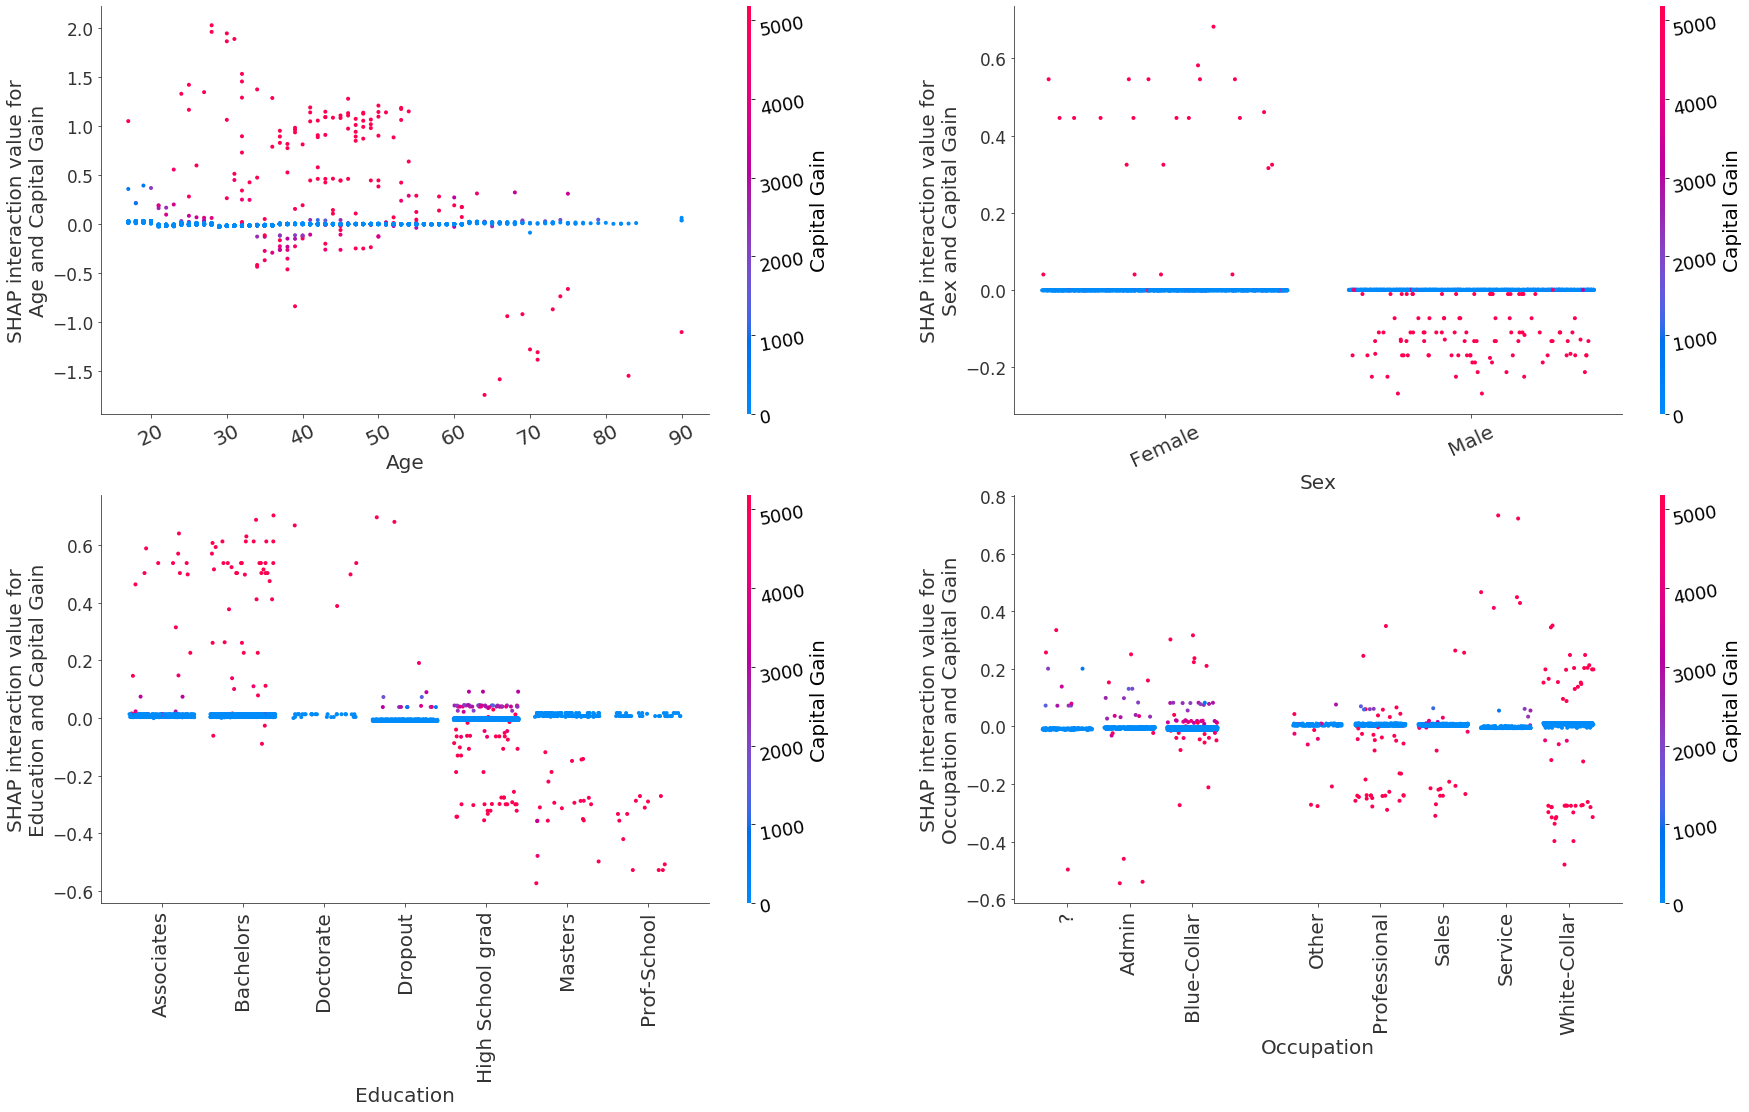 SHAP interaction value for
Age and Capital Gain
2.0
1.5
1.0
0.5
0.0
−0.5
−1.0
−1.5
20
30
40
50
60
70
80
90
Age
5000
4000
3000
2000
1000
0
Capital Gain
SHAP interaction value for
Sex and Capital Gain
0.6
0.4
0.2
0.0
−0.2
Female
Male
Sex
5000
4000
3000
2000
1000
0
Capital Gain
SHAP interaction value for
Education and Capital Gain
0.6
0.4
0.2
0.0
−0.2
−0.4
−0.6
Associates
Bachelors
Doctorate
Dropout
High School grad
Masters
Prof-School
Education
5000
4000
3000
2000
1000
0
Capital Gain
SHAP interaction value for
Occupation and Capital Gain
0.8
0.6
0.4
0.2
0.0
−0.2
−0.4
−0.6
?
Admin
Blue-Collar
Other
Professional
Sales
Service
White-Collar
Occupation
5000
4000
3000
2000
1000
0
Capital Gain